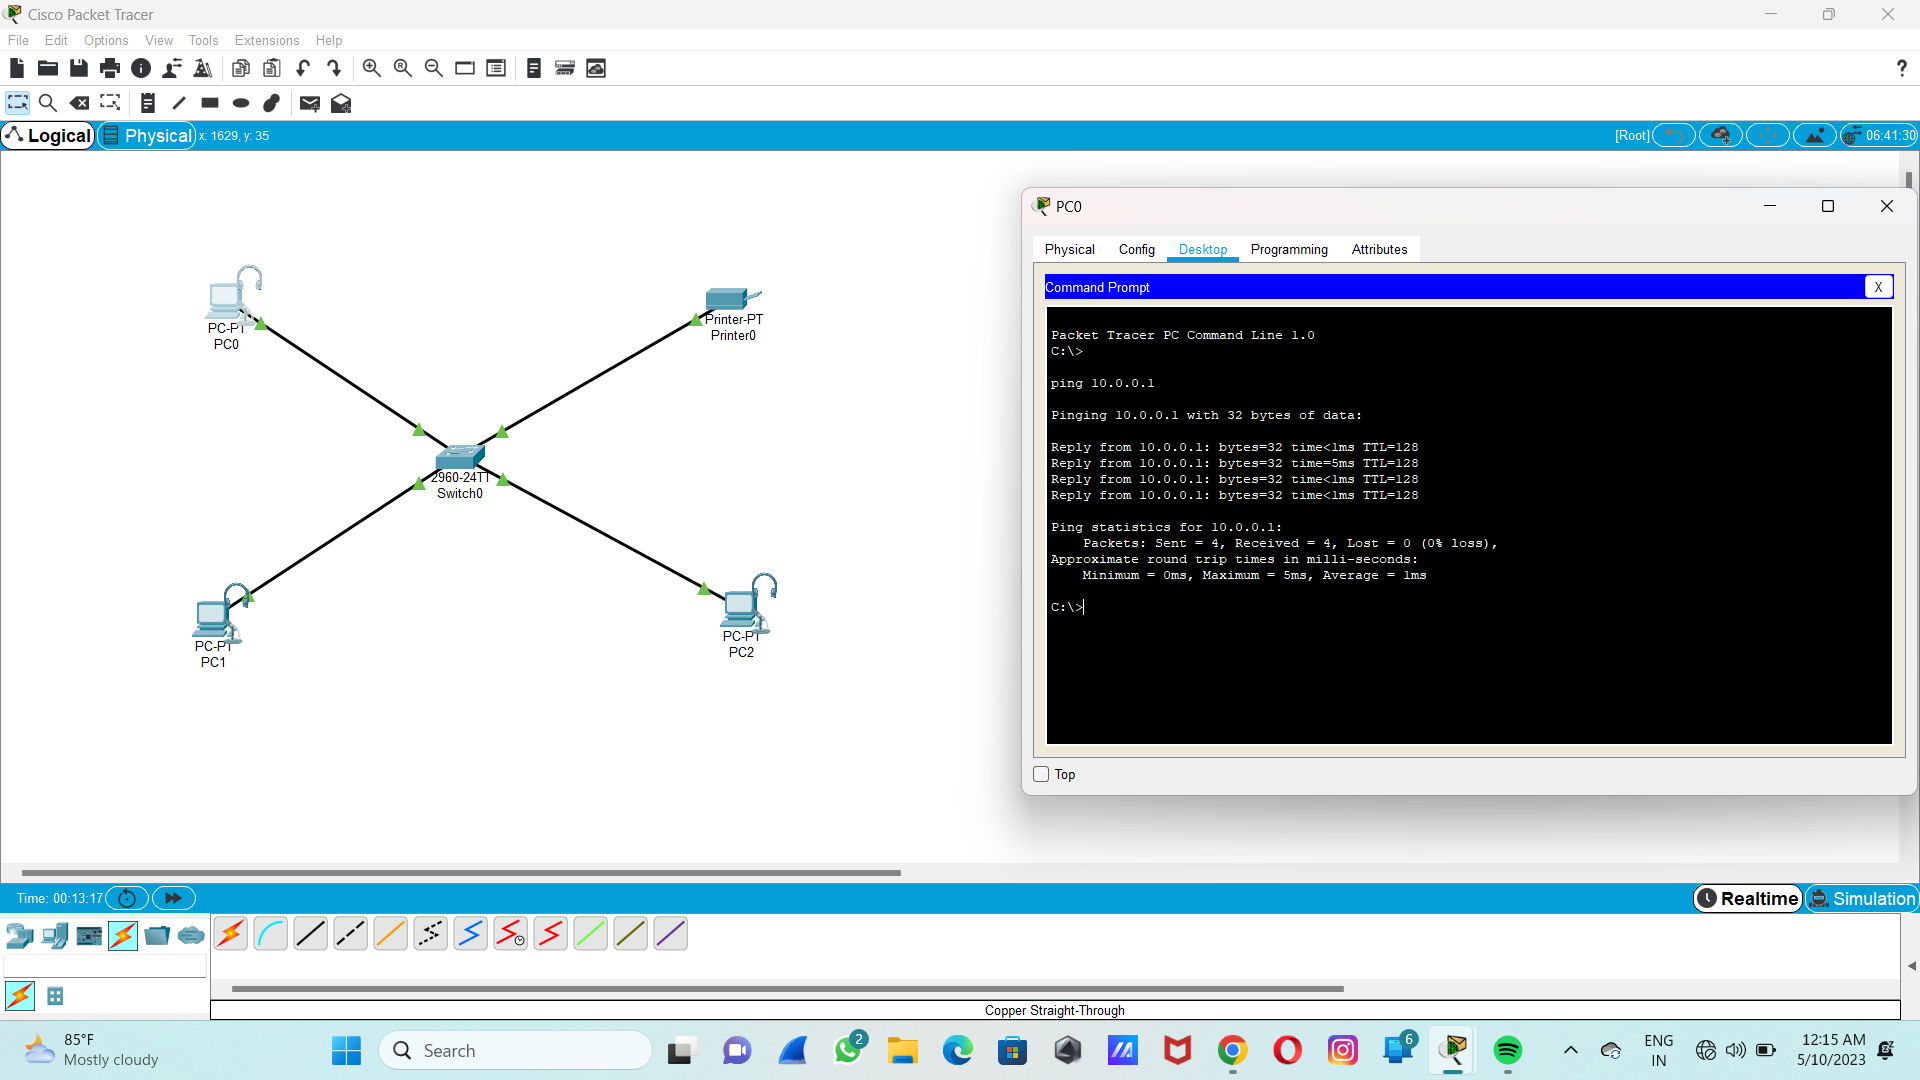 Cisco Packet Tracer
File Edit Options View Tools Extensions Help
?
Logical Physical x: 1629, y: 35 [Root] 06:41:30
PC-PT
PC0
Printer-PT
Printer0
2960-24TT
Switch0
PC-PT
PC1
PC-PT
PC2
PC0
Physical Config Desktop Programming Attributes
Command Prompt X
Packet Tracer PC Command Line 1.0
C:\>
ping 10.0.0.1
Pinging 10.0.0.1 with 32 bytes of data:
Reply from 10.0.0.1: bytes=32 time<1ms TTL=128
Reply from 10.0.0.1: bytes=32 time=5ms TTL=128
Reply from 10.0.0.1: bytes=32 time<1ms TTL=128
Reply from 10.0.0.1: bytes=32 time<1ms TTL=128
Ping statistics for 10.0.0.1:
Packets: Sent = 4, Received = 4, Lost = 0 (0% loss),
Approximate round trip times in milli-seconds:
Minimum = 0ms, Maximum = 5ms, Average = 1ms
C:\>
Top
Time: 00:13:17 Realtime Simulation
Copper Straight-Through
85°F
Mostly cloudy
Search
2
6
ENG
IN
12:15 AM
5/10/2023